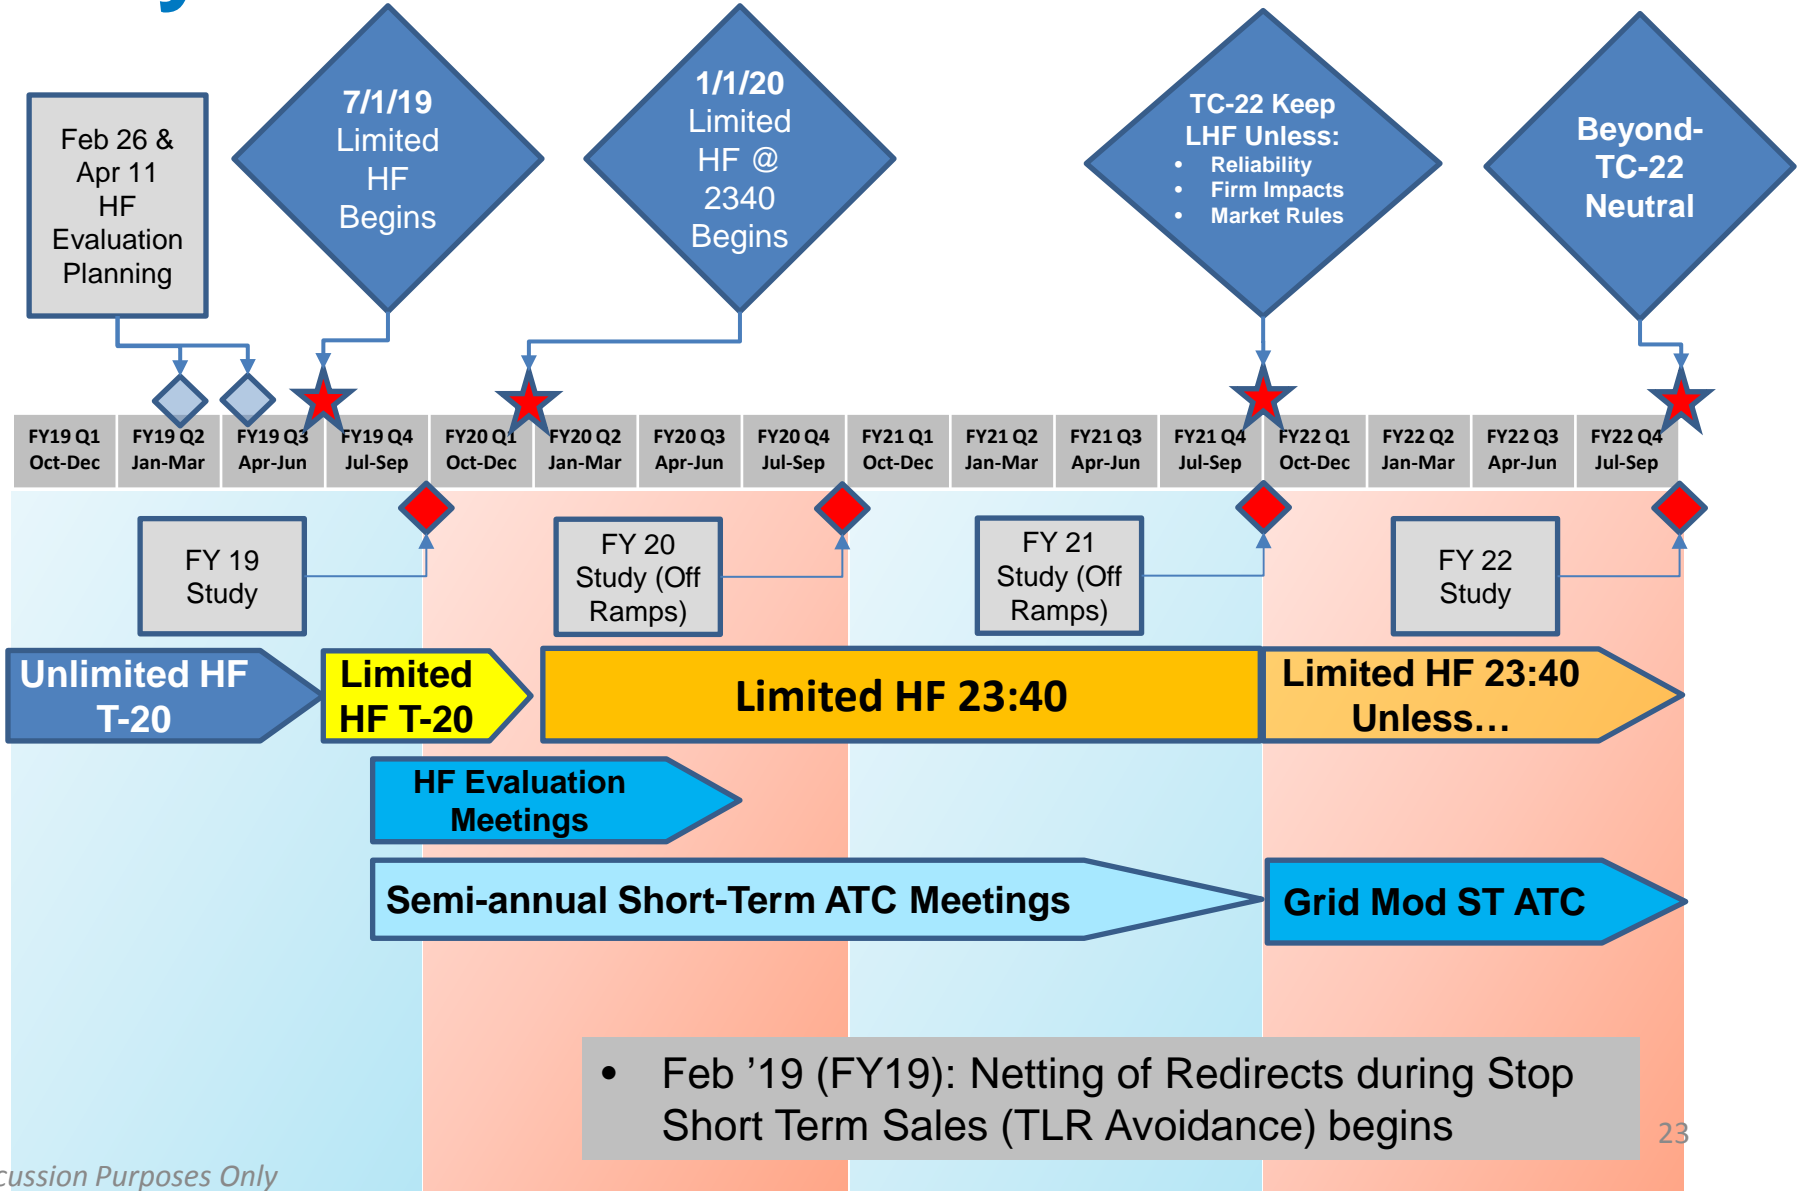 Feb 26 &
Apr 11
HF
Evaluation
Planning
7/1/19
Limited
HF
Begins
1/1/20
Limited
HF @
2340
Begins
TC-22 Keep
LHF Unless:
• Reliability
• Firm Impacts
• Market Rules
Beyond-
TC-22
Neutral
FY19 Q1
Oct-Dec
FY19 Q2
Jan-Mar
FY19 Q3
Apr-Jun
FY19 Q4
Jul-Sep
FY20 Q1
Oct-Dec
FY20 Q2
Jan-Mar
FY20 Q3
Apr-Jun
FY20 Q4
Jul-Sep
FY21 Q1
Oct-Dec
FY21 Q2
Jan-Mar
FY21 Q3
Apr-Jun
FY21 Q4
Jul-Sep
FY22 Q1
Oct-Dec
FY22 Q2
Jan-Mar
FY22 Q3
Apr-Jun
FY22 Q4
Jul-Sep
FY 19
Study
FY 20
Study (Off
Ramps)
FY 21
Study (Off
Ramps)
FY 22
Study
Unlimited HF
T-20
Limited
HF T-20
Limited HF 23:40
Limited HF 23:40
Unless…
HF Evaluation
Meetings
Semi-annual Short-Term ATC Meetings
Grid Mod ST ATC
• Feb ’19 (FY19): Netting of Redirects during Stop
Short Term Sales (TLR Avoidance) begins
23
cussion Purposes Only